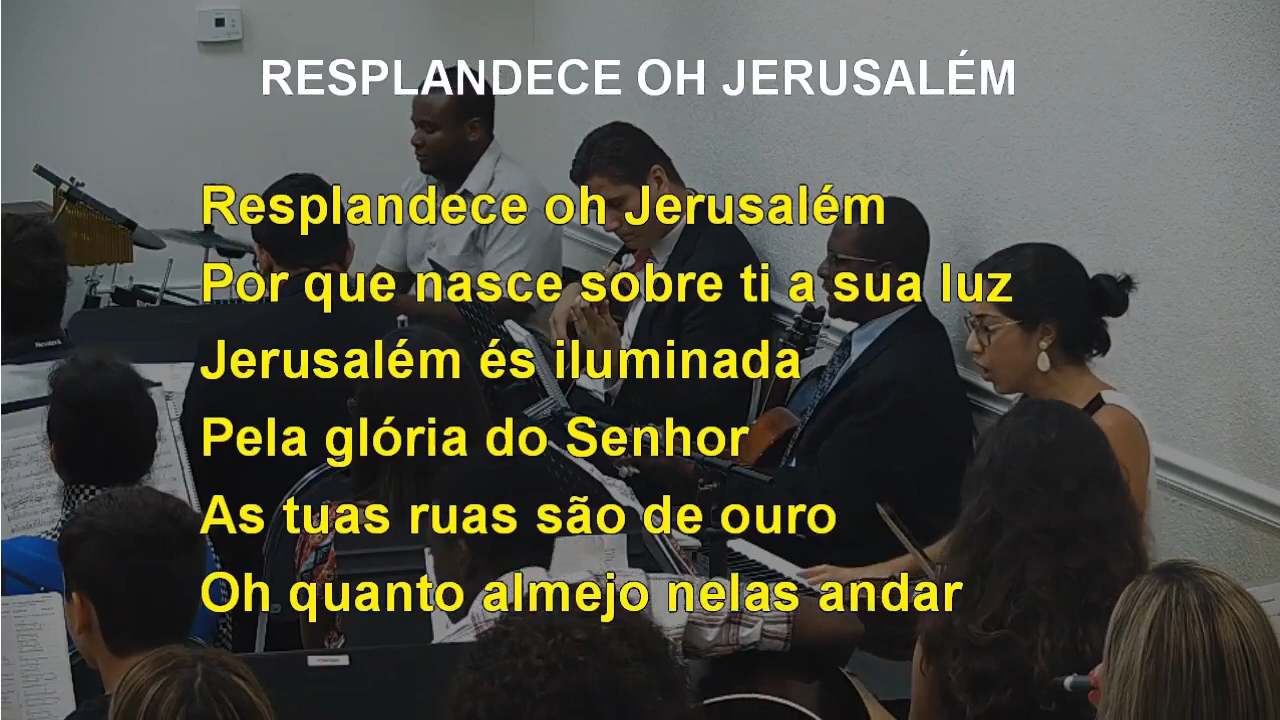 RESPLANDECE OH JERUSALÉM
Resplandece oh Jerusalém
Por que nasce sobre ti a sua luz
Jerusalém és iluminada
Pela glória do Senhor
As tuas ruas são de ouro
Oh quanto almejo nelas andar